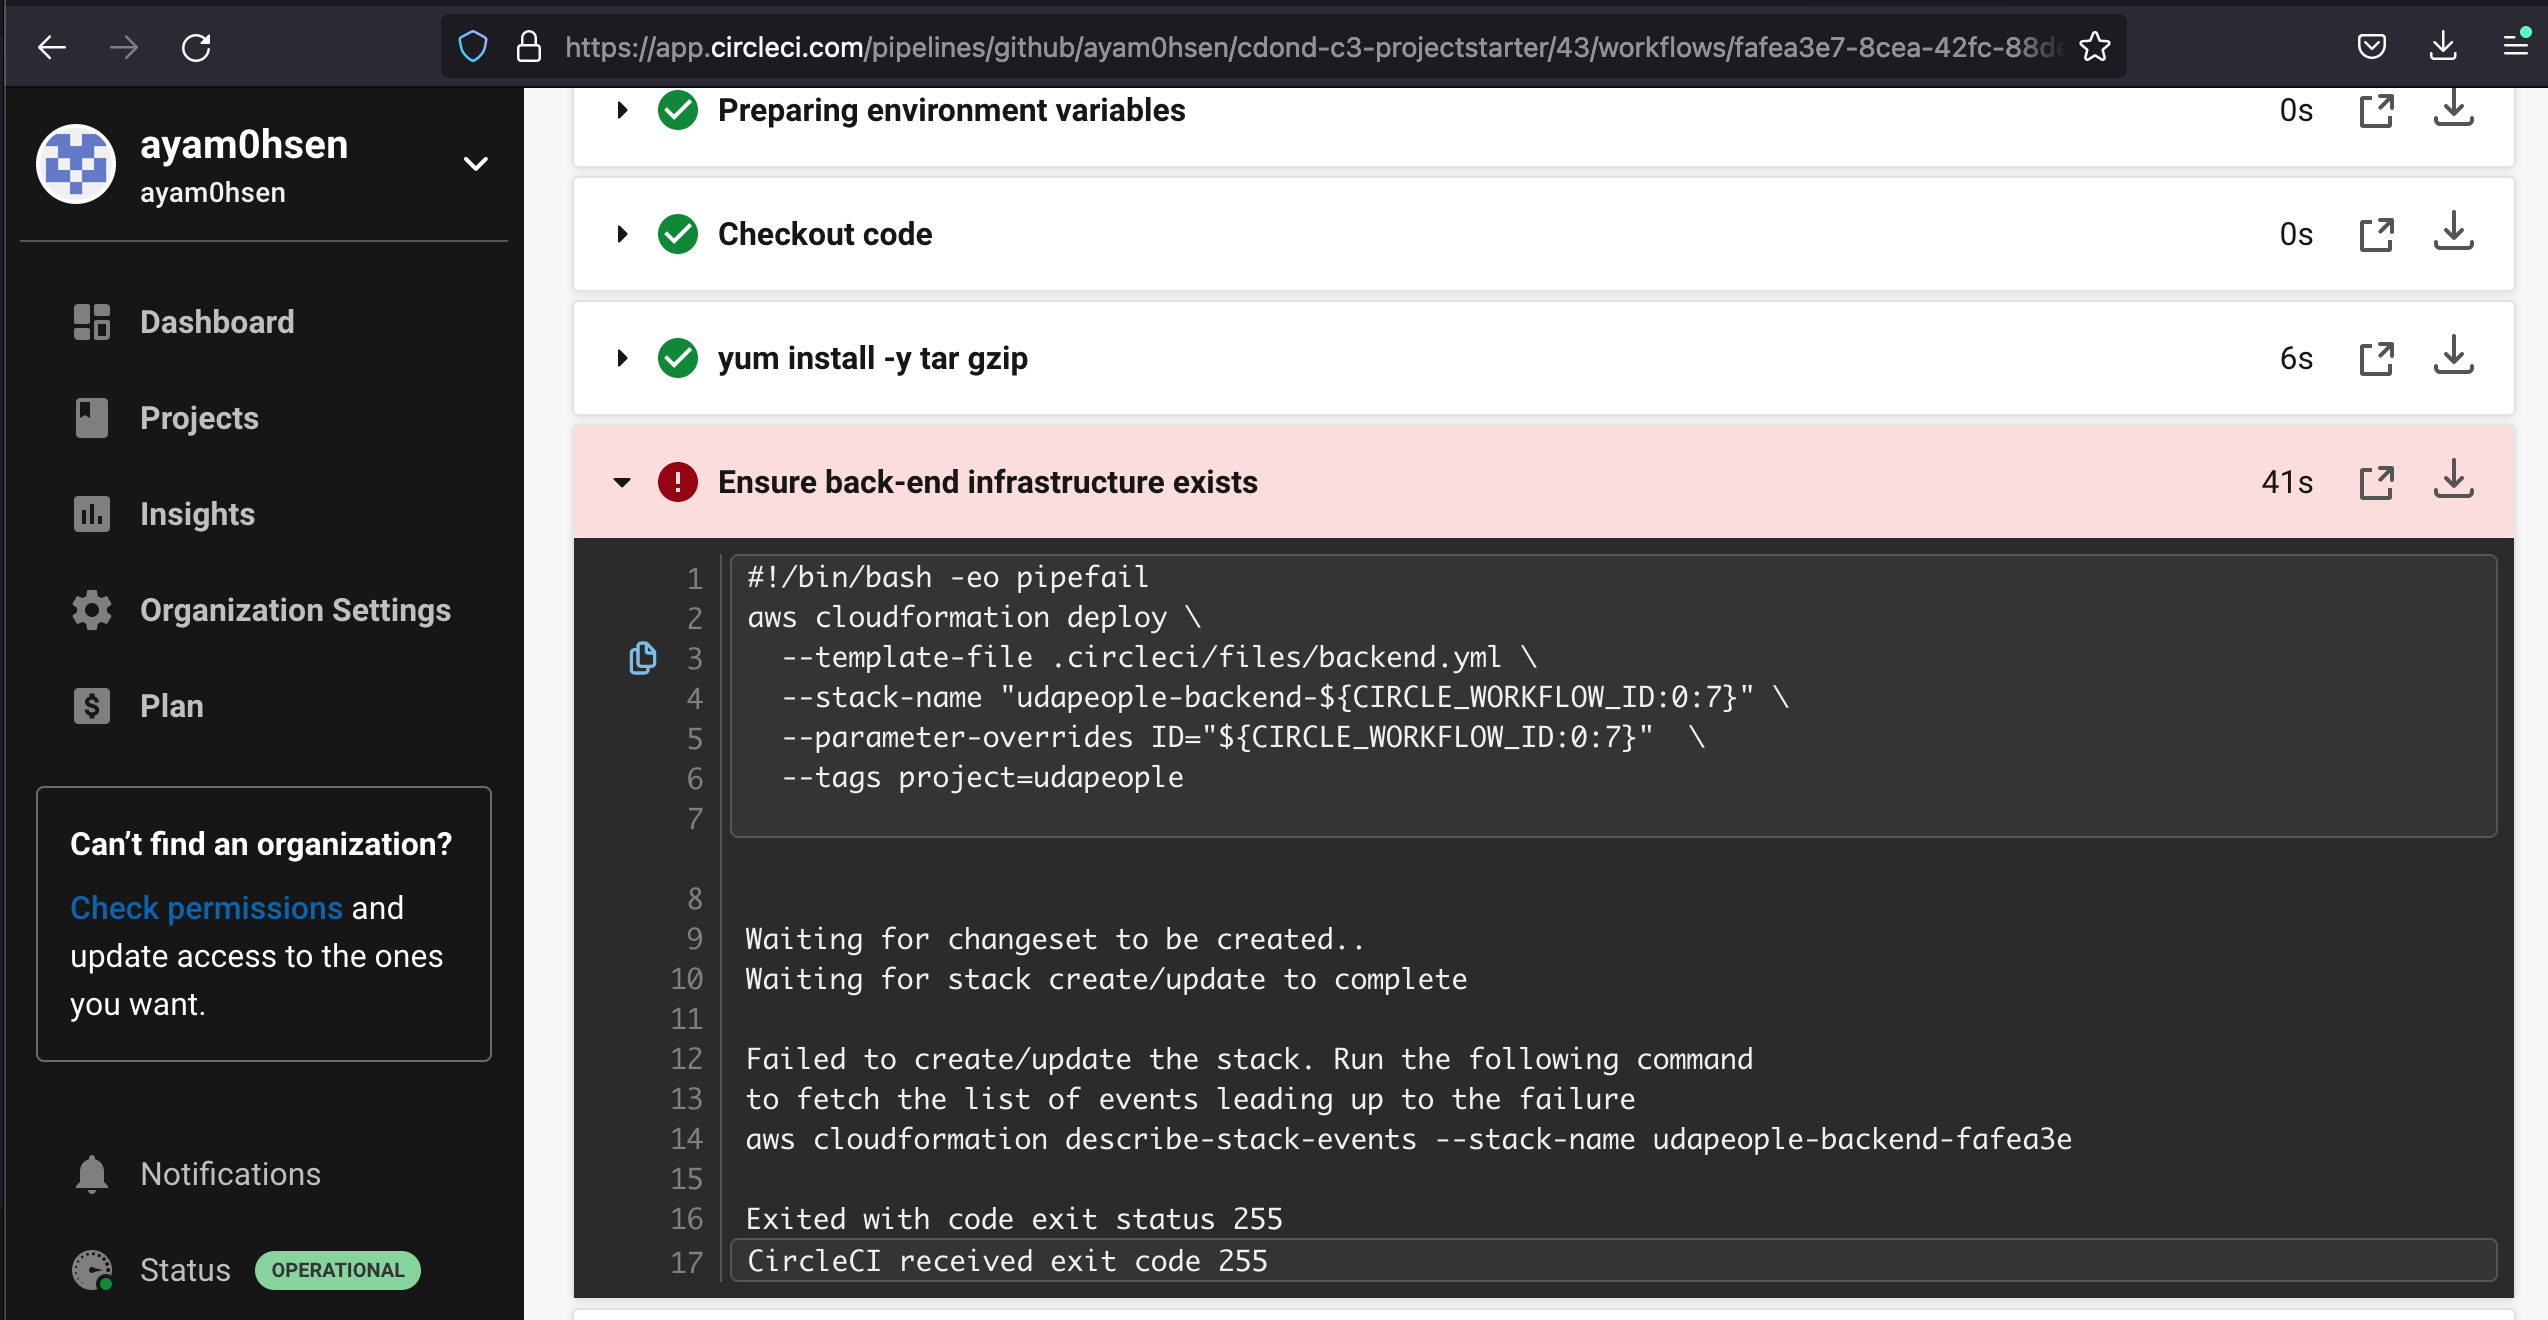 https://app.circleci.com/pipelines/github/ayam0hsen/cdond-c3-projectstarter/43/workflows/fafea3e7-8cea-42fc-88de
ayam0hsen
ayam0hsen
Dashboard
Projects
Insights
Organization Settings
Plan
Can’t find an organization?
Check permissions and
update access to the ones
you want.
Notifications
Status OPERATIONAL
Preparing environment variables 0s
Checkout code 0s
yum install -y tar gzip 6s
Ensure back-end infrastructure exists 41s
1 #!/bin/bash -eo pipefail
2 aws cloudformation deploy \
3 --template-file .circleci/files/backend.yml \
4 --stack-name "udapeople-backend-${CIRCLE_WORKFLOW_ID:0:7}" \
5 --parameter-overrides ID="${CIRCLE_WORKFLOW_ID:0:7}"  \
6 --tags project=udapeople
7
8
9 Waiting for changeset to be created..
10 Waiting for stack create/update to complete
11
12 Failed to create/update the stack. Run the following command
13 to fetch the list of events leading up to the failure
14 aws cloudformation describe-stack-events --stack-name udapeople-backend-fafea3e
15
16 Exited with code exit status 255
17 CircleCI received exit code 255